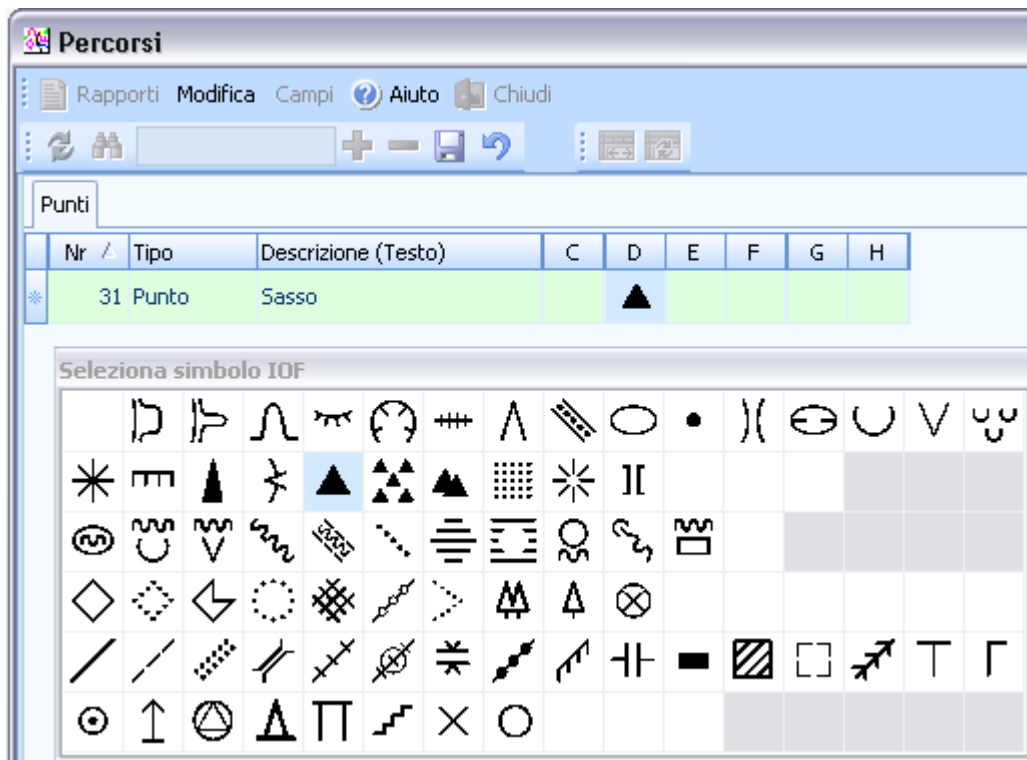 Percorsi
Rapporti Modifica Campi Aiuto Chiudi
Punti
Nr Tipo Descrizione (Testo) C D E F G H
31 Punto Sasso
Seleziona simbolo IOF